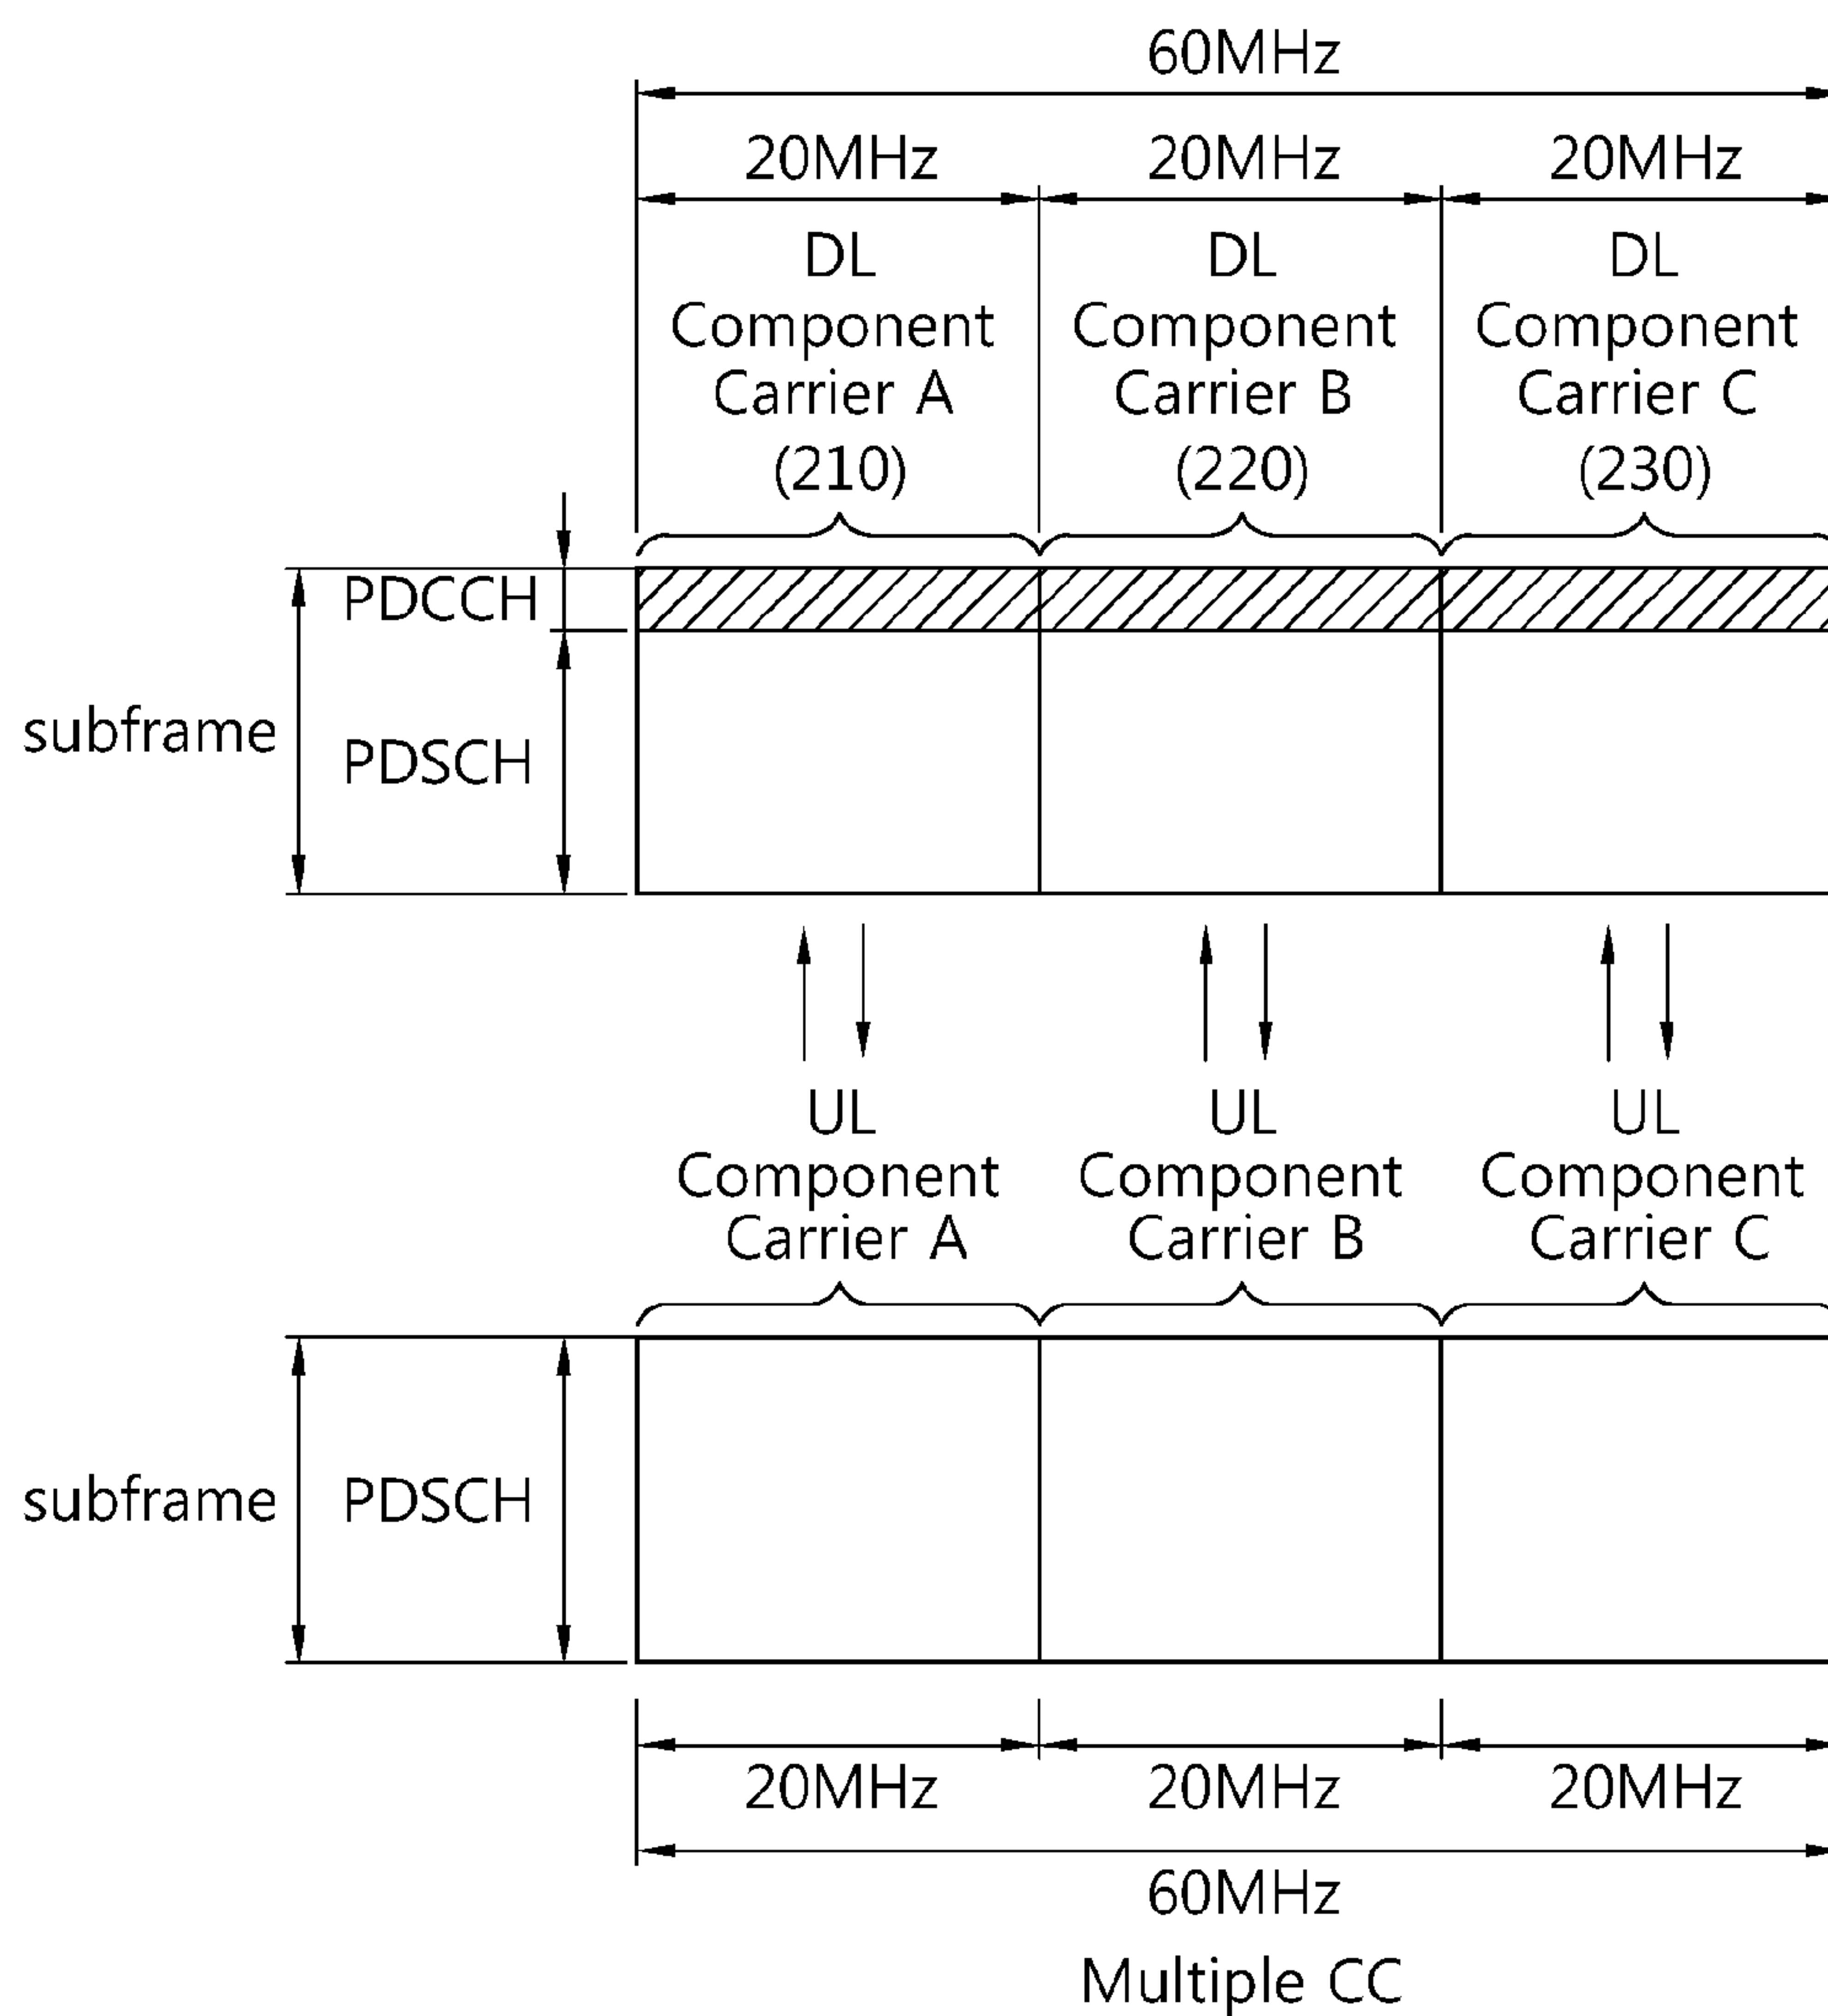 60MHz
20MHz 20MHz 20MHz
DL DL DL
Component Component Component
Carrier A Carrier B Carrier C
(210) (220) (230)
PDCCH
subframe PDSCH
UL UL UL
Component Component Component
Carrier A Carrier B Carrier C
subframe PDSCH
20MHz 20MHz 20MHz
60MHz
Multiple CC